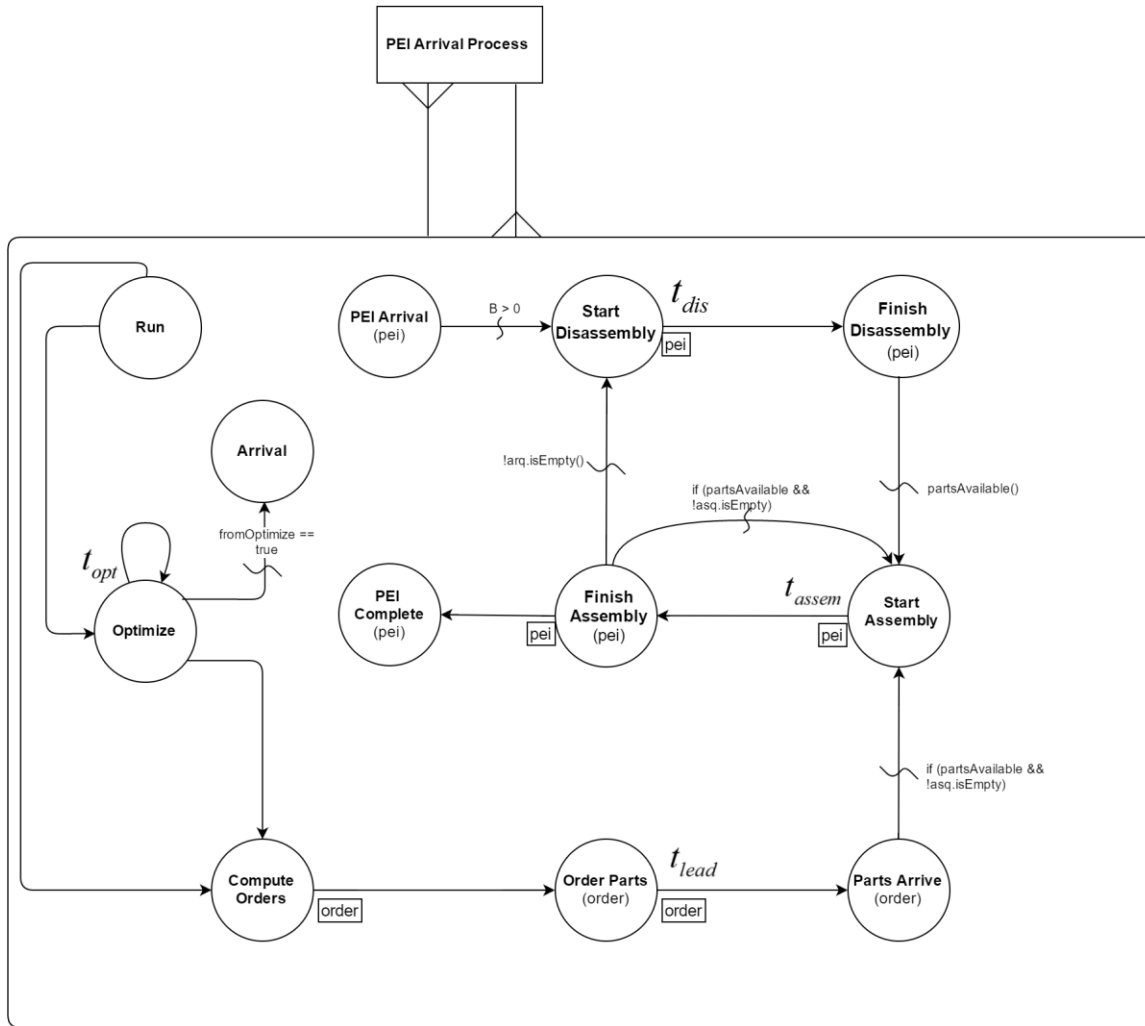 PEI Arrival Process
Run
PEI Arrival
(pei)
B > 0
Start
Disassembly
t_dis
pei
Finish
Disassembly
(pei)
Arrival
!arq.isEmpty()
if (partsAvailable &&
!asq.isEmpty)
partsAvailable()
fromOptimize ==
true
t_opt
Optimize
PEI
Complete
(pei)
pei
Finish
Assembly
(pei)
t_assem
pei
Start
Assembly
if (partsAvailable &&
!asq.isEmpty)
Compute
Orders
order
Order Parts
(order)
t_lead
order
Parts Arrive
(order)